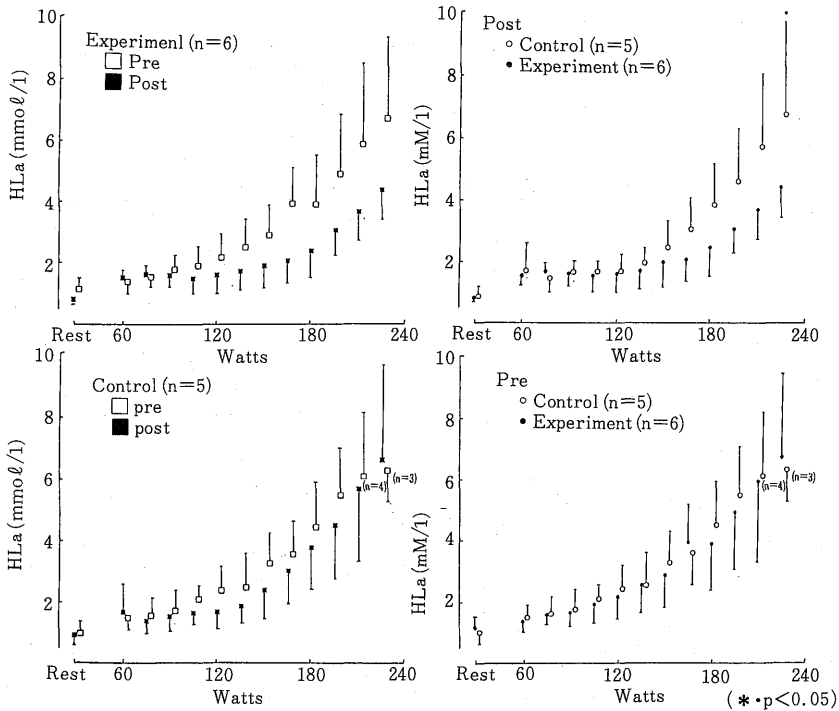 10
8
6
4
2
HLa (mmoℓ/1)
Experimenl (n=6)
□ Pre
■ Post
Rest 60 120 180 240
Watts
10
8
6
4
2
HLa (mM/1)
Post
○ Control (n=5)
• Experiment (n=6)
Rest 60 120 180 240
Watts
10
8
6
4
2
HLa (mmoℓ/1)
Control (n=5)
□ pre
■ post
(n=4)
(n=3)
Rest 60 120 180 240
Watts
10
8
6
4
2
HLa (mM/1)
Pre
○ Control (n=5)
• Experiment (n=6)
(n=4)
(n=3)
Rest 60 120 180 240
Watts
(*·p<0.05)